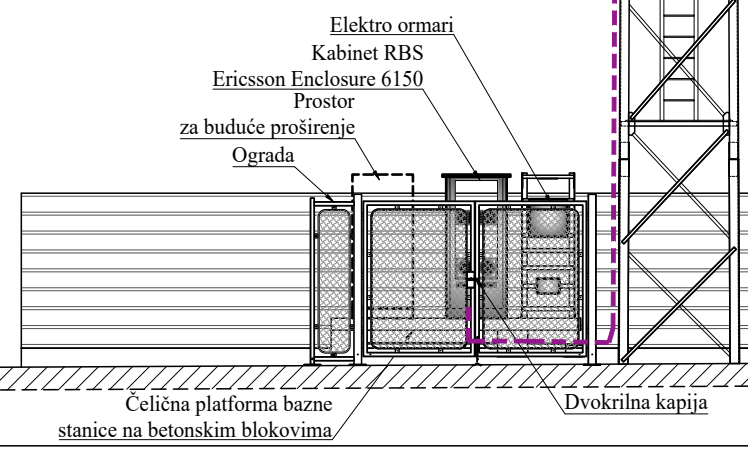 Elektro ormari
Kabinet RBS
Ericsson Enclosure 6150
Prostor
za buduće proširenje
Ograda
Čelična platforma bazne
stanice na betonskim blokovima
Dvokrilna kapija